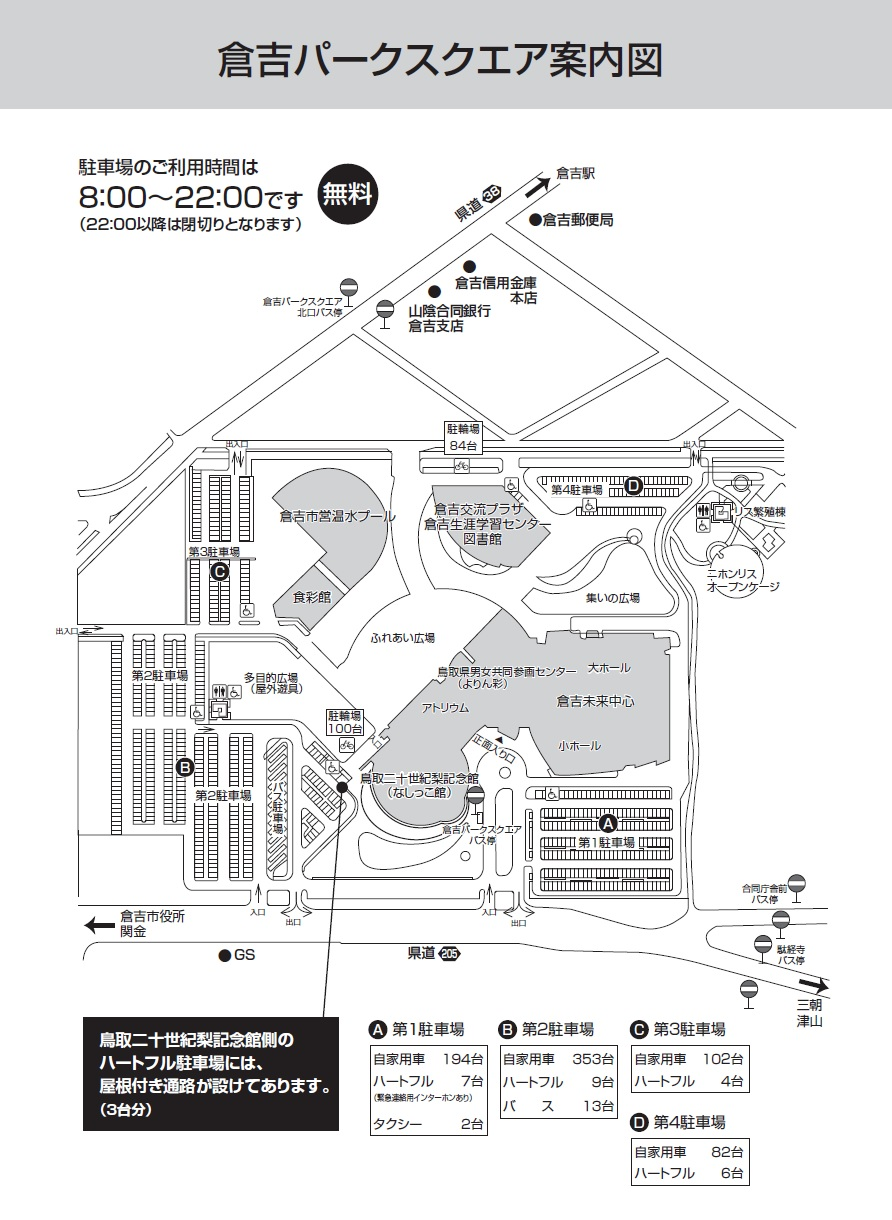 倉吉パークスクエア案内図
駐車場のご利用時間は
8:00～22:00です
（22:00以降は閉切りとなります）
無料
倉吉駅
県道38
倉吉郵便局
倉吉信用金庫
本店
山陰合同銀行
倉吉支店
倉吉パークスクエア
北口バス停
駐輪場
84台
出入口
出入口
第4駐車場
D
倉吉市営温水プール
倉吉交流プラザ
倉吉生涯学習センター
図書館
リス繁殖棟
第3駐車場
C
ニホンリス
オープンケージ
食彩館
集いの広場
出入口
ふれあい広場
鳥取県男女共同参画センター
（よりん彩）
大ホール
第2駐車場
多目的広場
（屋外遊具）
倉吉未来中心
アトリウム
駐輪場
100台
入口
正面入り口
小ホール
B
鳥取二十世紀梨記念館
（なしっこ館）
第2駐車場
バス駐車場
A
倉吉パークスクエア
バス停
第1駐車場
合同庁舎前
バス停
入口
出口
入口
出口
倉吉市役所
関金
駄経寺
バス停
GS
県道205
三朝
津山
鳥取二十世紀梨記念館側の
ハートフル駐車場には、
屋根付き通路が設けてあります。
（3台分）
A 第1駐車場
自家用車 194台
ハートフル 7台
（緊急連絡用インターホンあり）
タクシー 2台
B 第2駐車場
自家用車 353台
ハートフル 9台
バ ス 13台
C 第3駐車場
自家用車 102台
ハートフル 4台
D 第4駐車場
自家用車 82台
ハートフル 6台